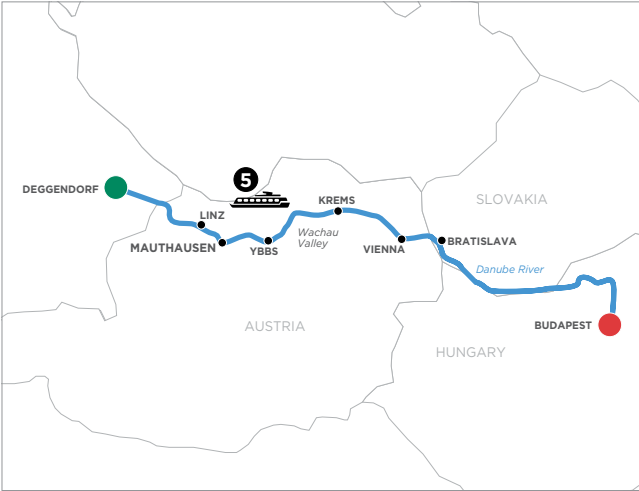 5
DEGGENDORF
KREMS
SLOVAKIA
LINZ
Wachau
Valley
MAUTHAUSEN
YBBS
VIENNA
BRATISLAVA
Danube River
AUSTRIA
BUDAPEST
HUNGARY